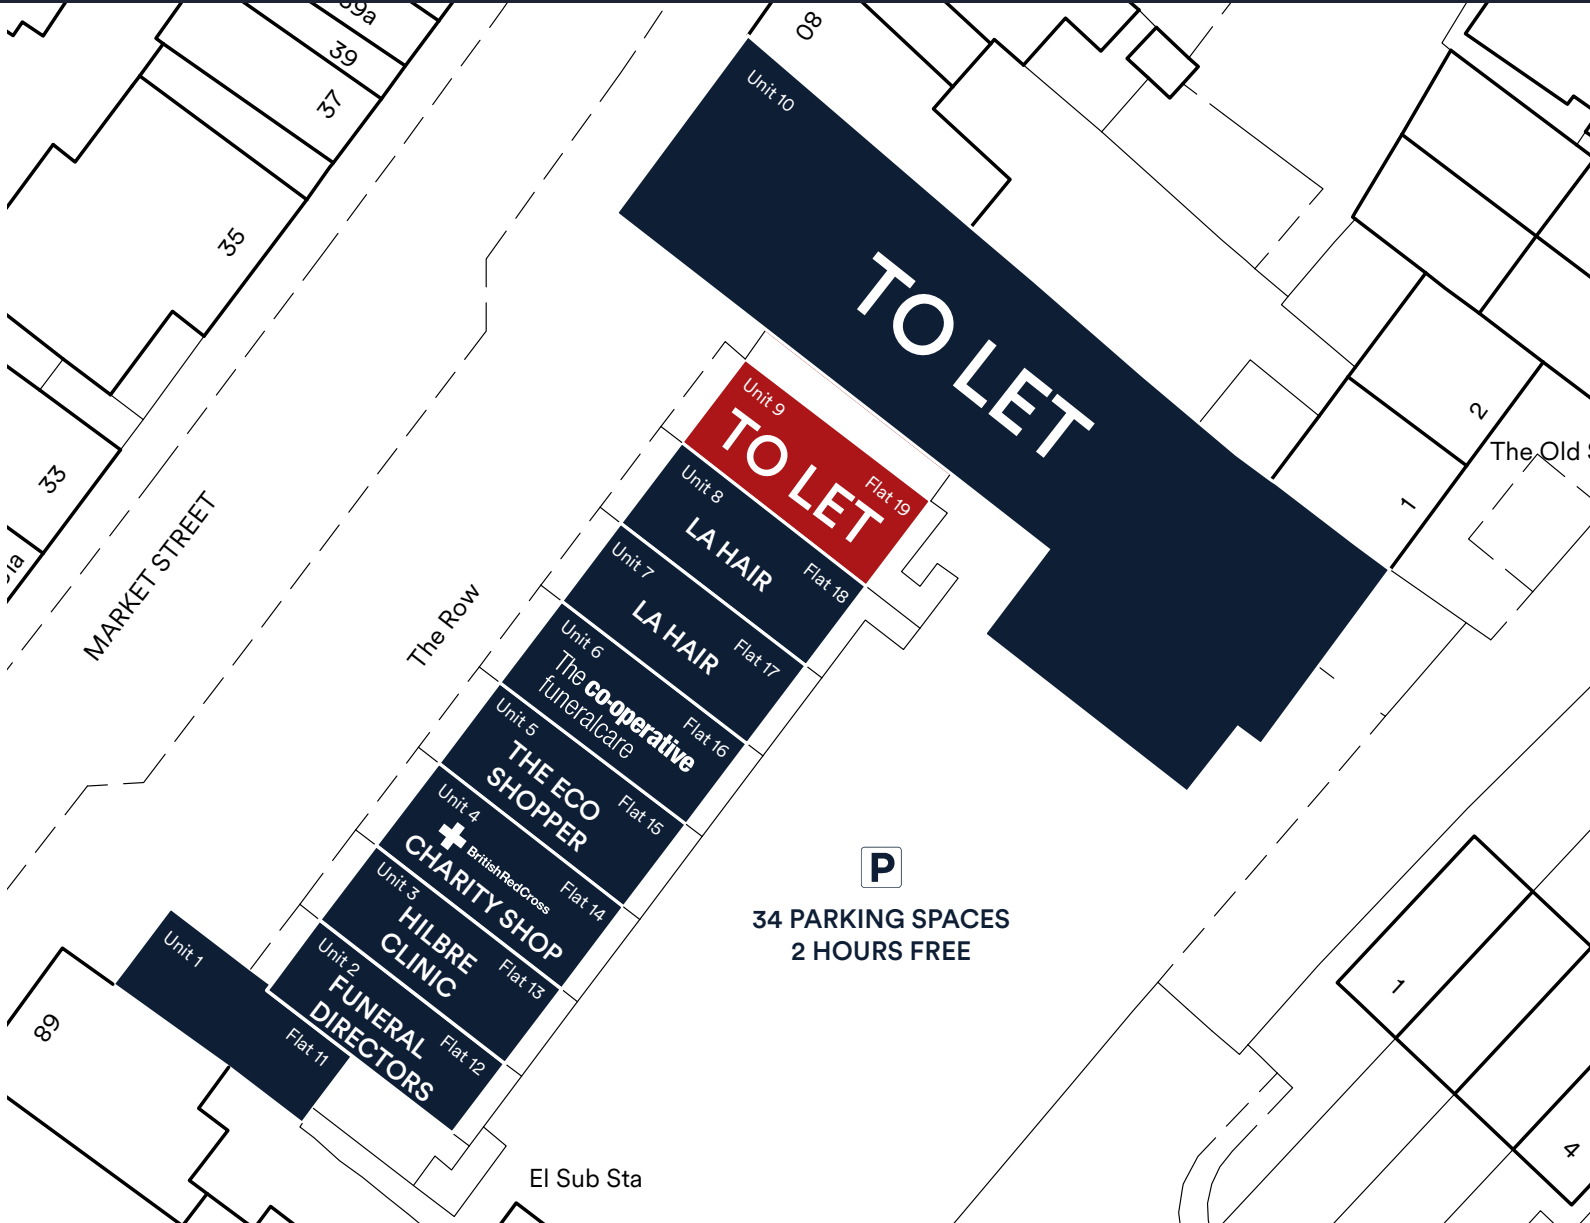 39a
39
37
35
33
MARKET STREET
The Row
80
Unit 10
TO LET
Unit 9
TO LET
Flat 19
Unit 8
LA HAIR
Flat 18
Unit 7
LA HAIR
Flat 17
Unit 6
The co-operative
funeralcare
Flat 16
Unit 5
THE ECO
SHOPPER
Flat 15
Unit 4
BritishRedCross
CHARITY SHOP
Flat 14
Unit 3
HILBRE
CLINIC
Flat 13
Unit 2
FUNERAL
DIRECTORS
Flat 12
Unit 1
Flat 11
68
P
34 PARKING SPACES
2 HOURS FREE
El Sub Sta
2
1
The Old
1
4